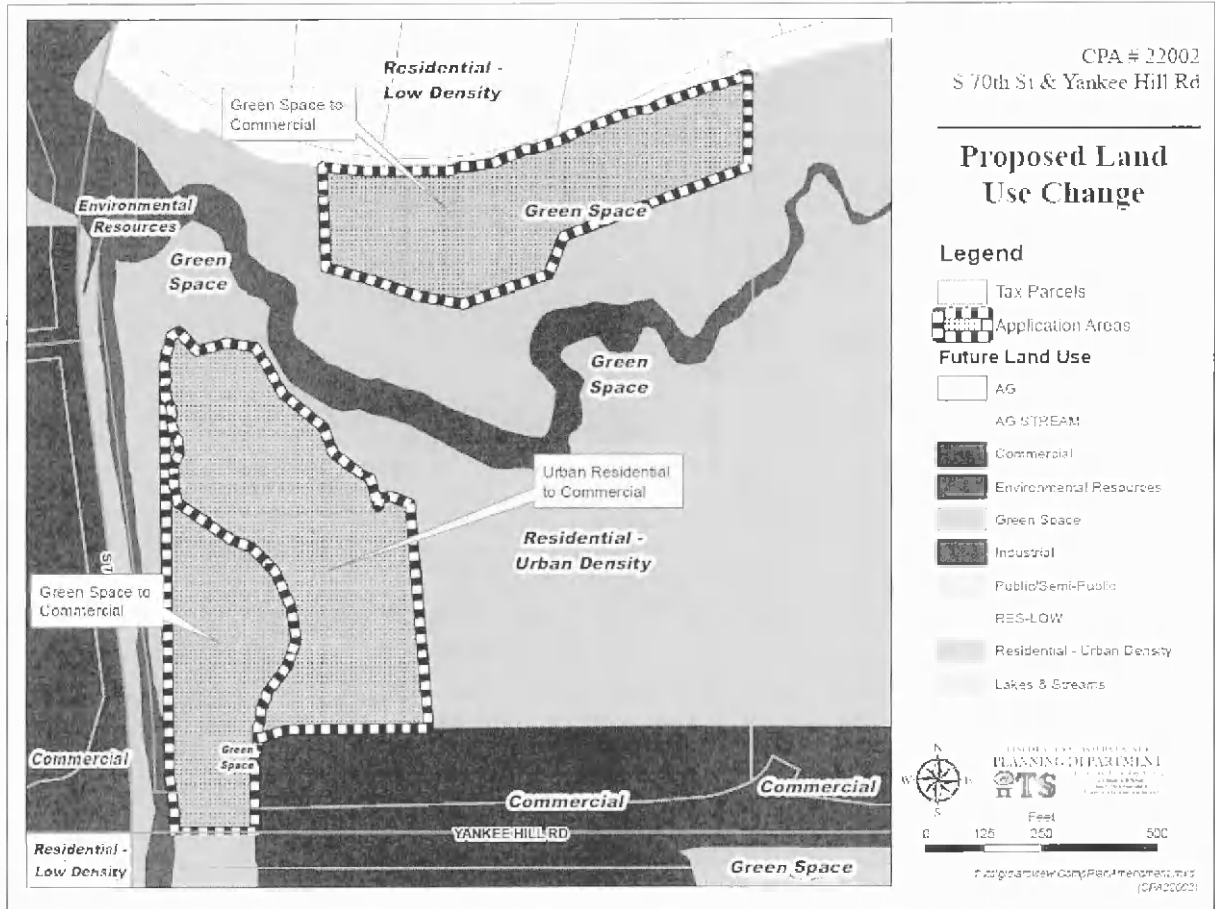 CPA # 22002
S 70th St & Yankee Hill Rd
Proposed Land
Use Change
Legend
Tax Parcels
Application Areas
Future Land Use
AG
AG STREAM
Commercial
Environmental Resources
Green Space
Industrial
Public/Semi-Public
RES-LOW
Residential - Urban Density
Lakes & Streams
Residential -
Low Density
Green Space to
Commercial
Environmental
Resources
Green
Space
Green Space
Green
Space
Urban Residential
to Commercial
Residential -
Urban Density
Green Space to
Commercial
Commercial
Green
Space
Commercial
Commercial
YANKEE HILL RD
Residential -
Low Density
Green Space
N
W
E
S
PLANNING DEPARTMENT
Feet
0 125 250 500
(CPA22002)